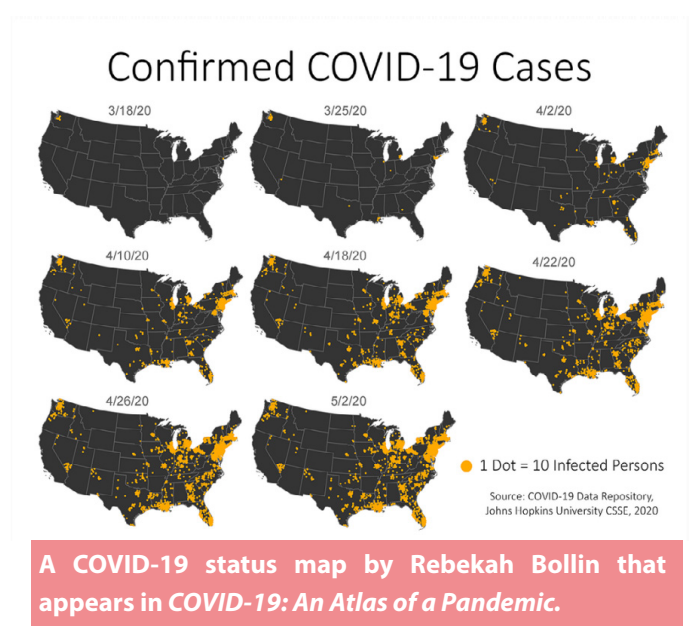 Confirmed COVID-19 Cases
3/18/20
3/25/20
4/2/20
4/10/20
4/18/20
4/22/20
4/26/20
5/2/20
1 Dot = 10 Infected Persons
Source: COVID-19 Data Repository,
Johns Hopkins University CSSE, 2020
A COVID-19 status map by Rebekah Bollin that
appears in COVID-19: An Atlas of a Pandemic.